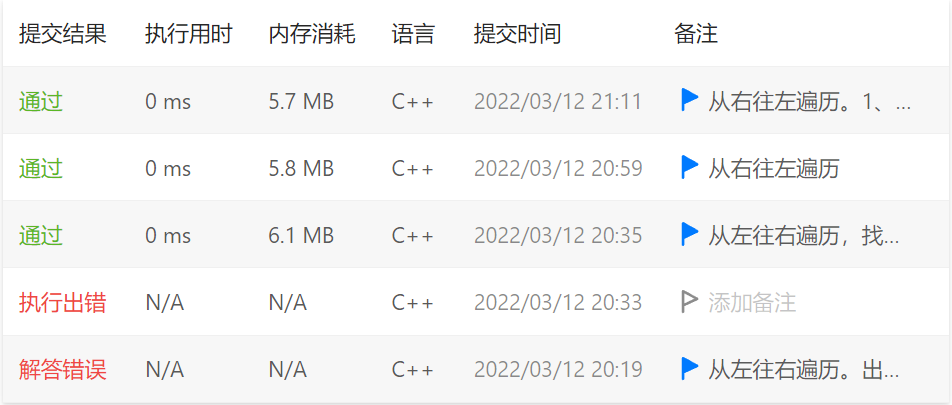 提交结果 执行用时 内存消耗 语言 提交时间 备注
通过 0 ms 5.7 MB C++ 2022/03/12 21:11 从右往左遍历。1、...
通过 0 ms 5.8 MB C++ 2022/03/12 20:59 从右往左遍历
通过 0 ms 6.1 MB C++ 2022/03/12 20:35 从左往右遍历，找...
执行出错 N/A N/A C++ 2022/03/12 20:33 添加备注
解答错误 N/A N/A C++ 2022/03/12 20:19 从左往右遍历。出...